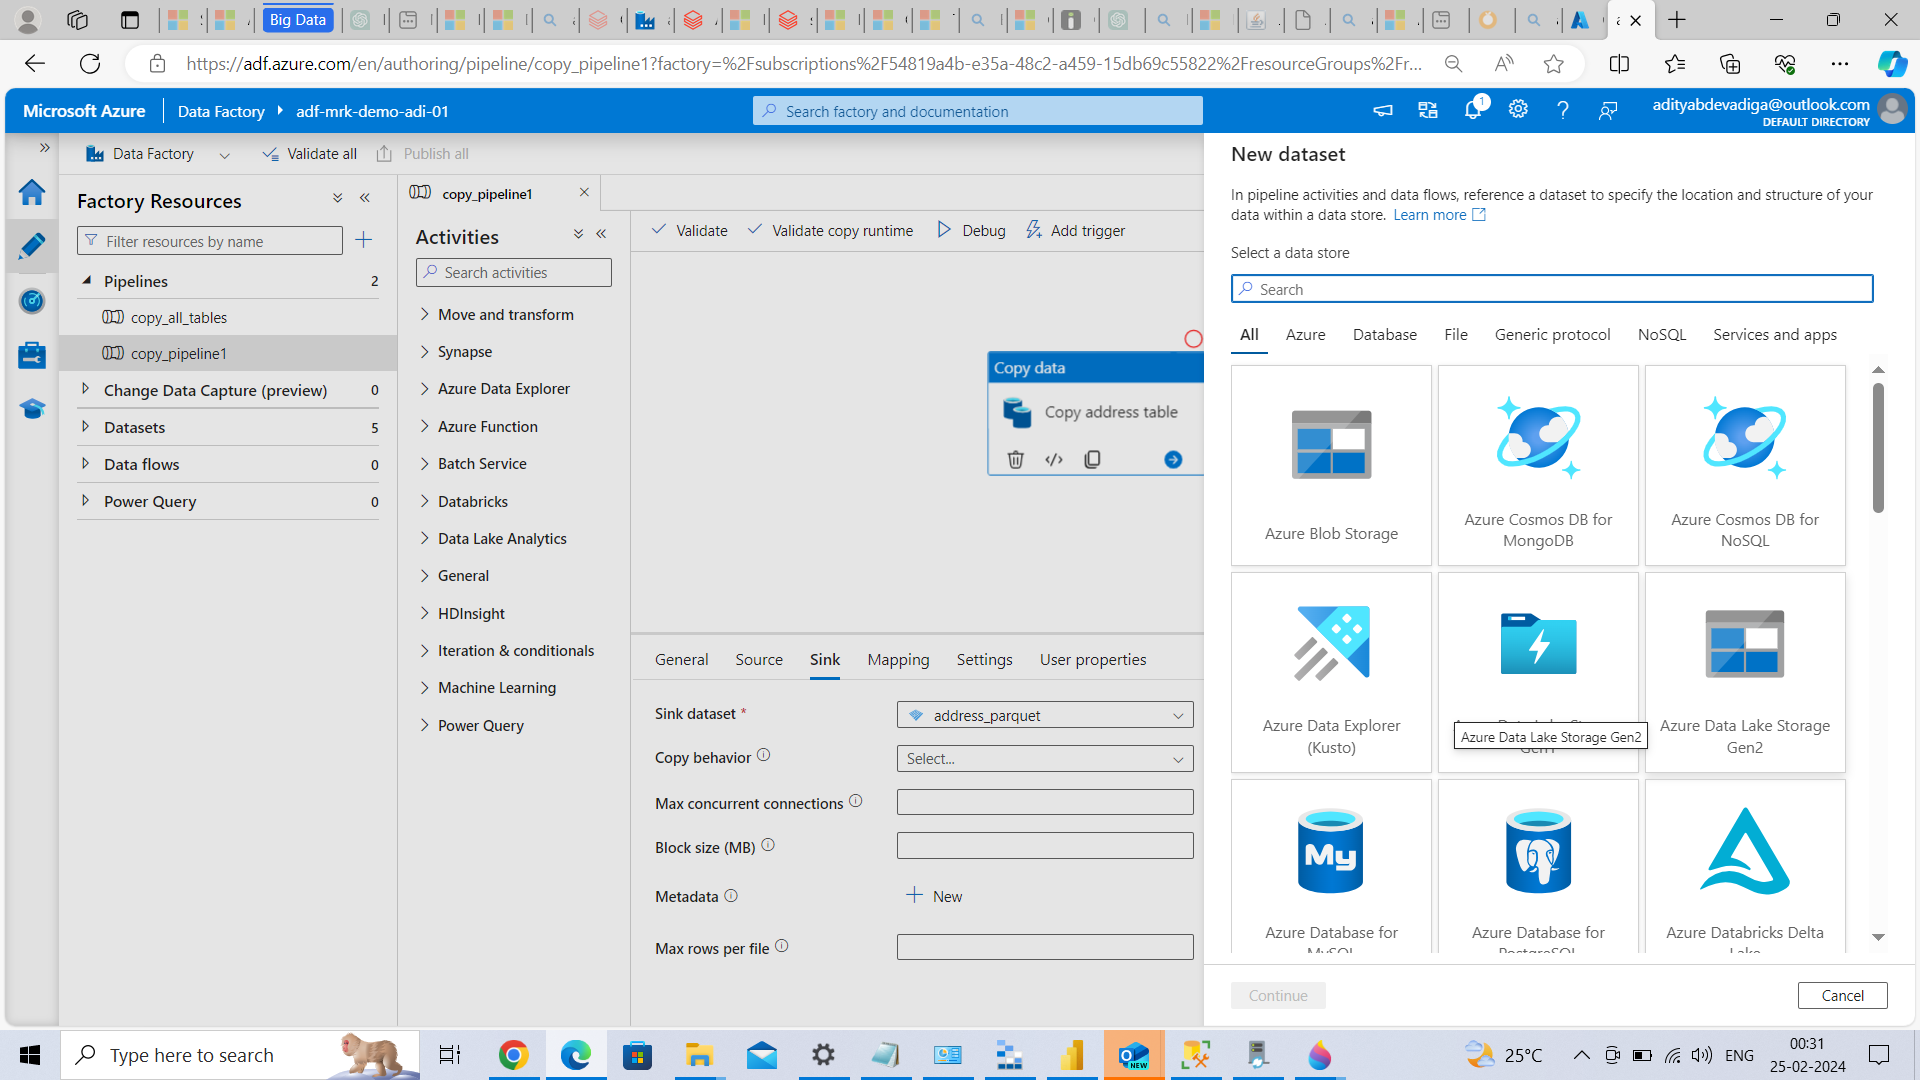 Big Data
https://adf.azure.com/en/authoring/pipeline/copy_pipeline1?factory=%2Fsubscriptions%2F54819a4b-e35a-48c2-a459-15db69c55822%2FresourceGroups%2Fr...
Microsoft Azure
Data Factory
adf-mrk-demo-adi-01
Search factory and documentation
1
adityabdevadiga@outlook.com
DEFAULT DIRECTORY
Data Factory
Validate all
Publish all
Factory Resources
Filter resources by name
Pipelines 2
copy_all_tables
copy_pipeline1
Change Data Capture (preview) 0
Datasets 5
Data flows 0
Power Query 0
copy_pipeline1
Activities
Search activities
Move and transform
Synapse
Azure Data Explorer
Azure Function
Batch Service
Databricks
Data Lake Analytics
General
HDInsight
Iteration & conditionals
Machine Learning
Power Query
Validate
Validate copy runtime
Debug
Add trigger
Copy data
Copy address table
General
Source
Sink
Mapping
Settings
User properties
Sink dataset *
address_parquet
Copy behavior
Select...
Max concurrent connections
Block size (MB)
Metadata
New
Max rows per file
New dataset
In pipeline activities and data flows, reference a dataset to specify the location and structure of your
data within a data store. Learn more
Select a data store
Search
All
Azure
Database
File
Generic protocol
NoSQL
Services and apps
Azure Blob Storage
Azure Cosmos DB for
MongoDB
Azure Cosmos DB for
NoSQL
Azure Data Explorer
(Kusto)
Azure Data Lake Storage Gen2
Azure Data Lake Storage
Gen2
My
Azure Database for
MySQL
Azure Database for
PostgreSQL
Azure Databricks Delta
Lake
Continue
Cancel
Type here to search
NEW
25°C
ENG
00:31
25-02-2024